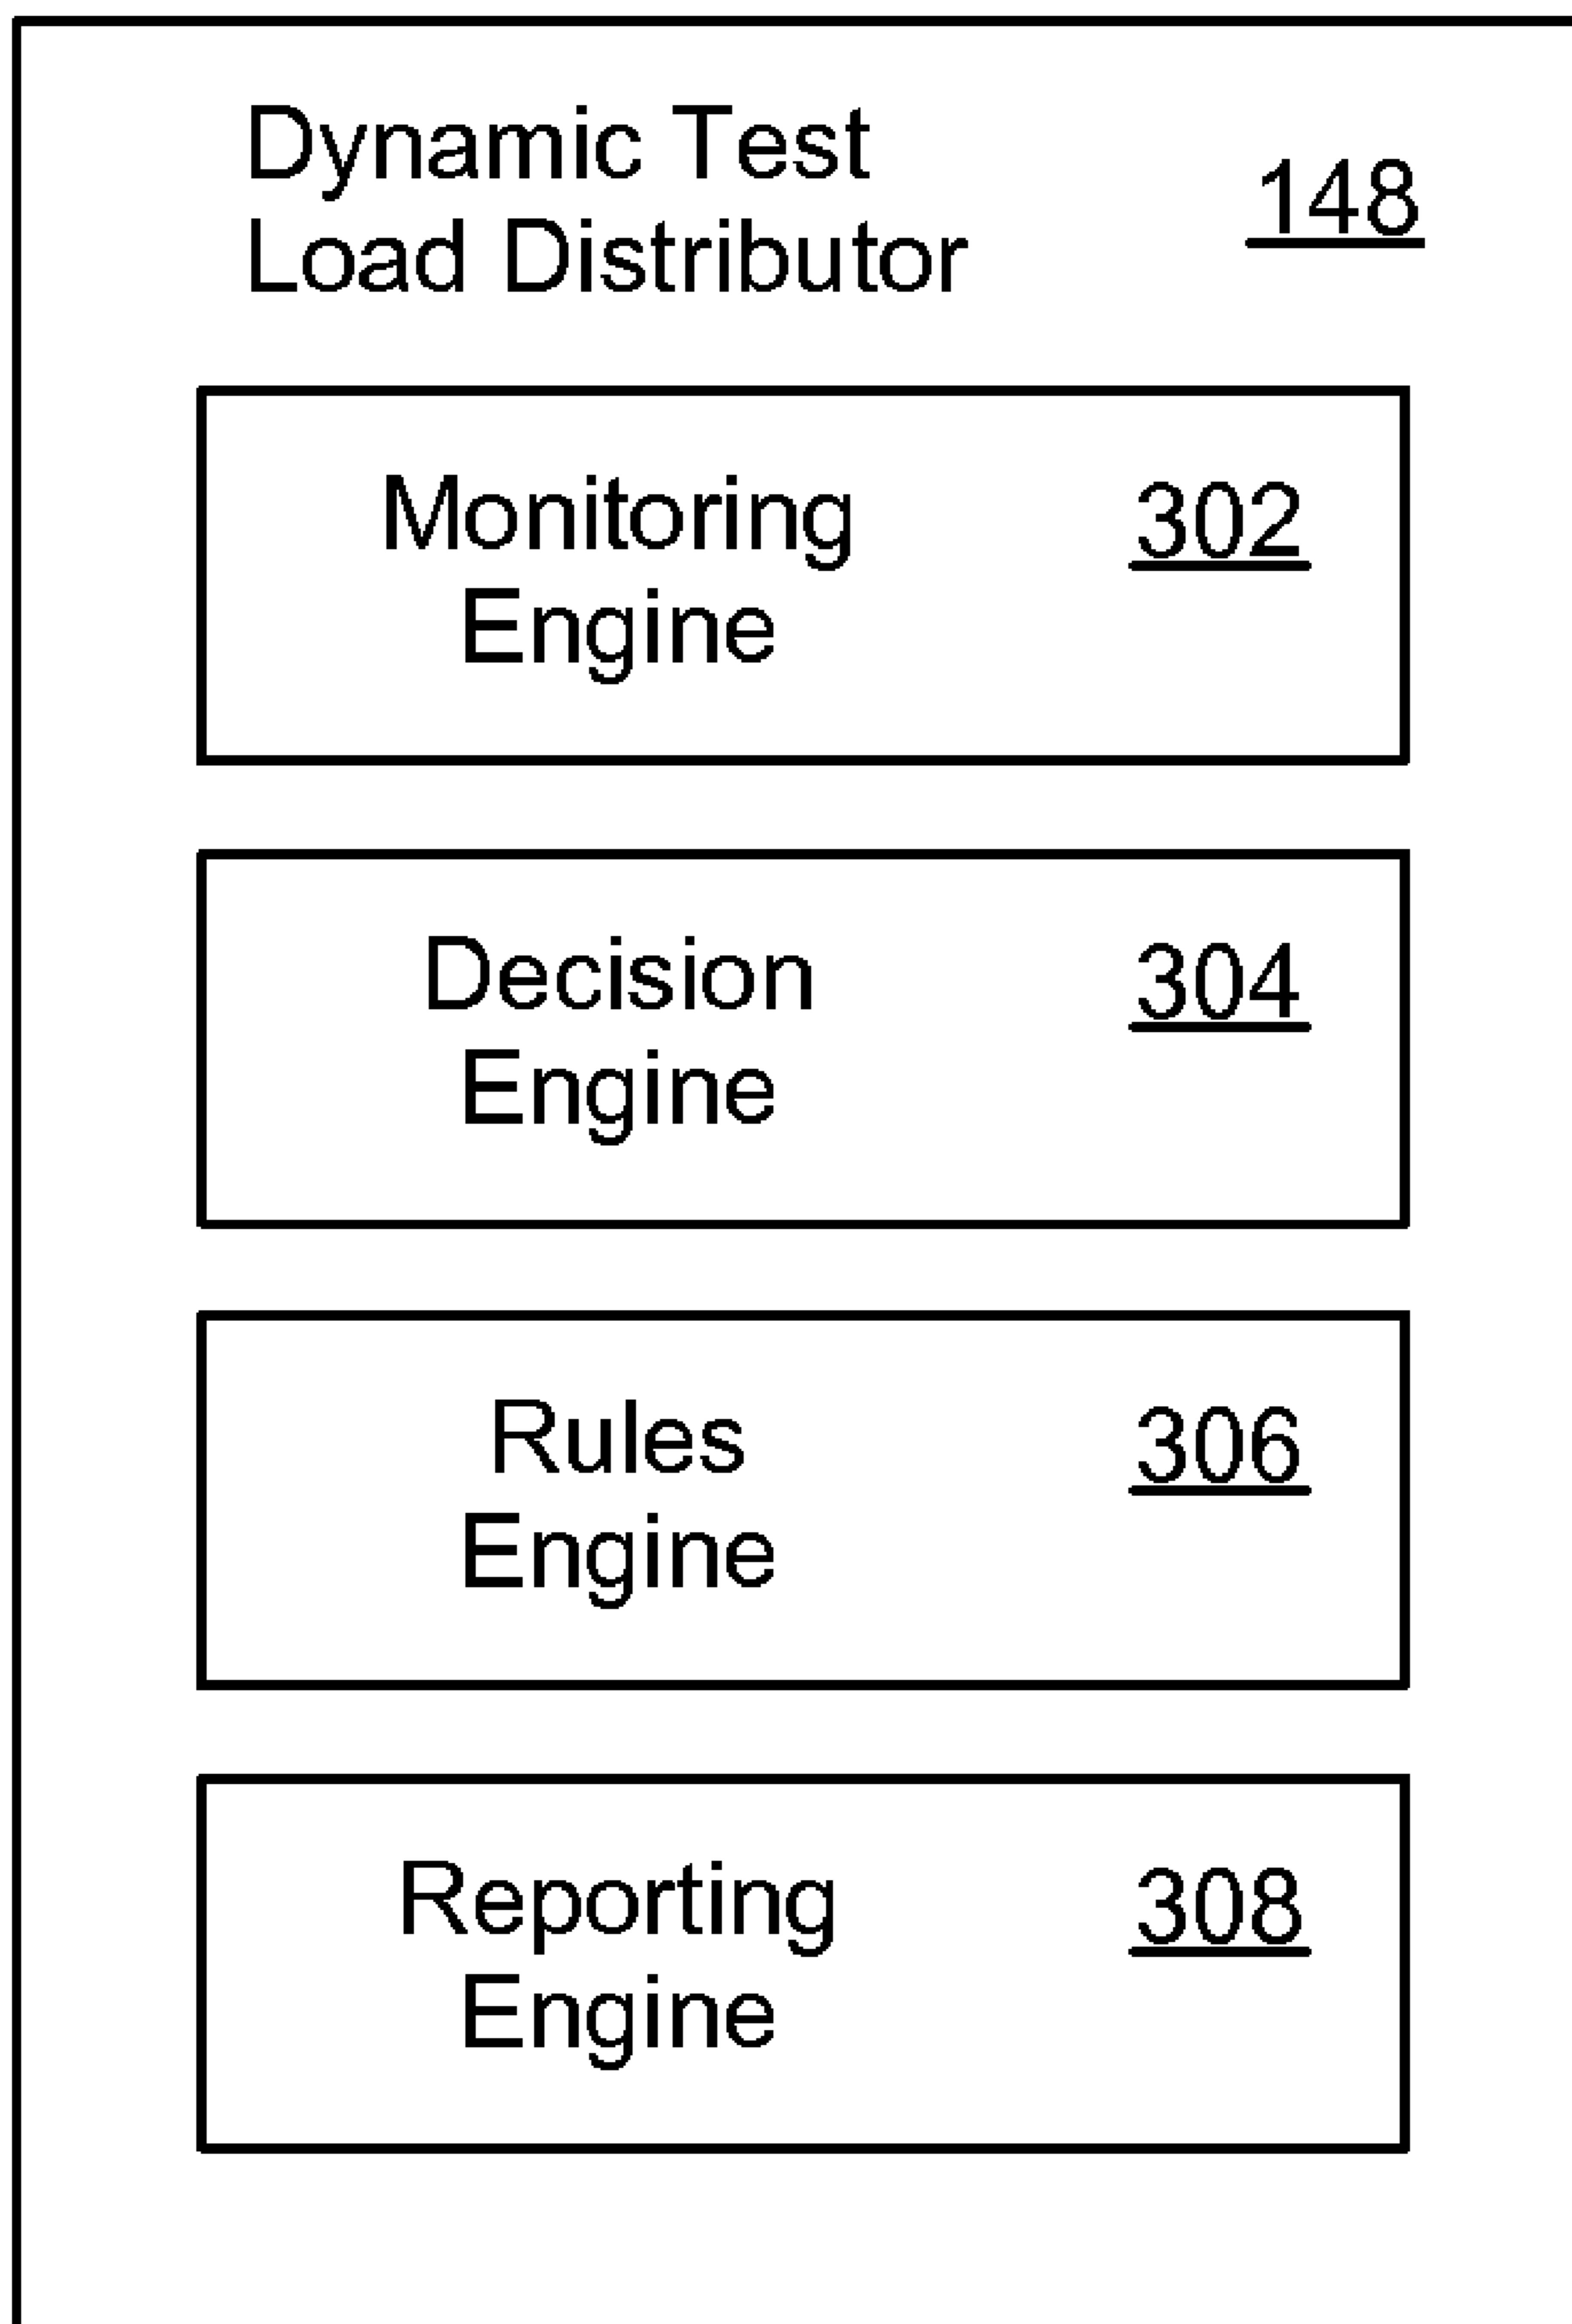 Dynamic Test
Load Distributor
148
Monitoring
Engine
302
Decision
Engine
304
Rules
Engine
306
Reporting
Engine
308